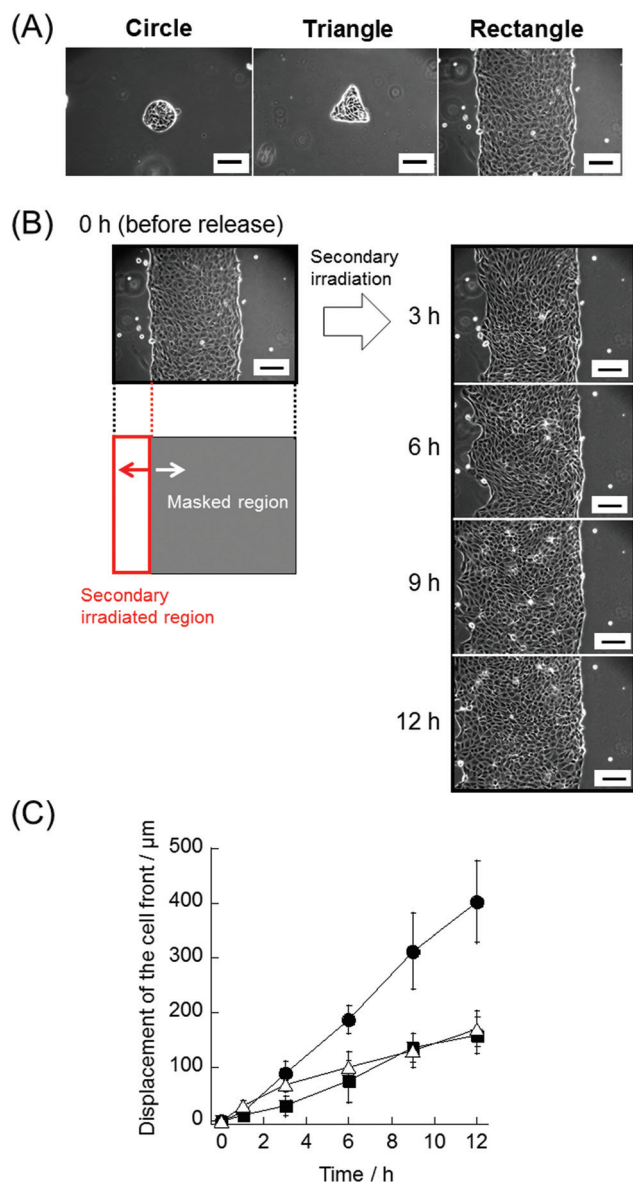 (A)
Circle Triangle Rectangle
(B) 0 h (before release)
Secondary
irradiation
3 h
6 h
9 h
12 h
Masked region
Secondary
irradiated region
(C)
Displacement of the cell front / µm
500
400
300
200
100
0
0 2 4 6 8 10 12
Time / h